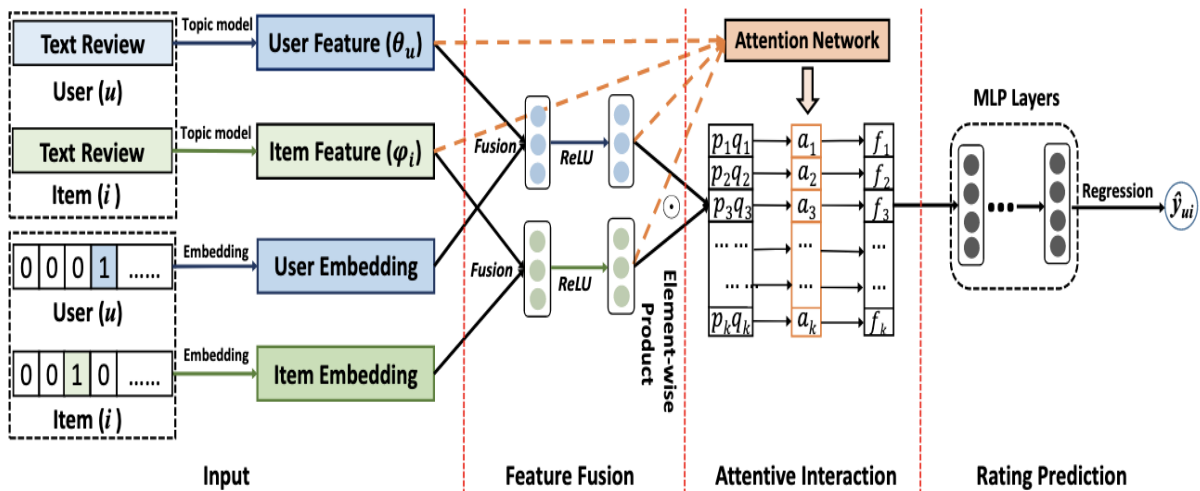 Text Review
Topic model
User Feature (θ_u)
User (u)
Text Review
Topic model
Item Feature (φ_i)
Item (i)
0 0 0 1 ......
Embedding
User Embedding
User (u)
0 0 1 0 ......
Embedding
Item Embedding
Item (i)
Input
Fusion
ReLU
Fusion
ReLU
⊙
Element-wise
Product
Feature Fusion
Attention Network
p₁q₁ a₁ f₁
p₂q₂ a₂ f₂
p₃q₃ a₃ f₃
... ... ... ...
... ... ... ...
pₖqₖ aₖ fₖ
Attentive Interaction
MLP Layers
...
Regression
ŷ_ui
Rating Prediction